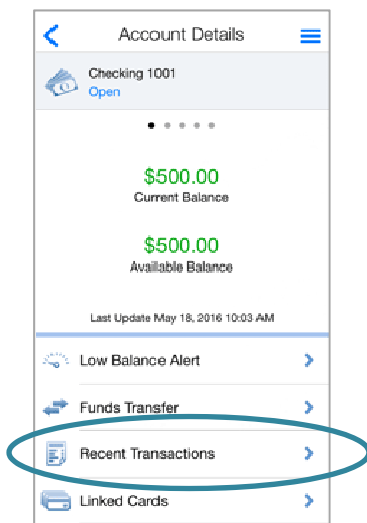 Account Details
Checking 1001
Open
$500.00
Current Balance
$500.00
Available Balance
Last Update May 18, 2016 10:03 AM
Low Balance Alert
Funds Transfer
Recent Transactions
Linked Cards